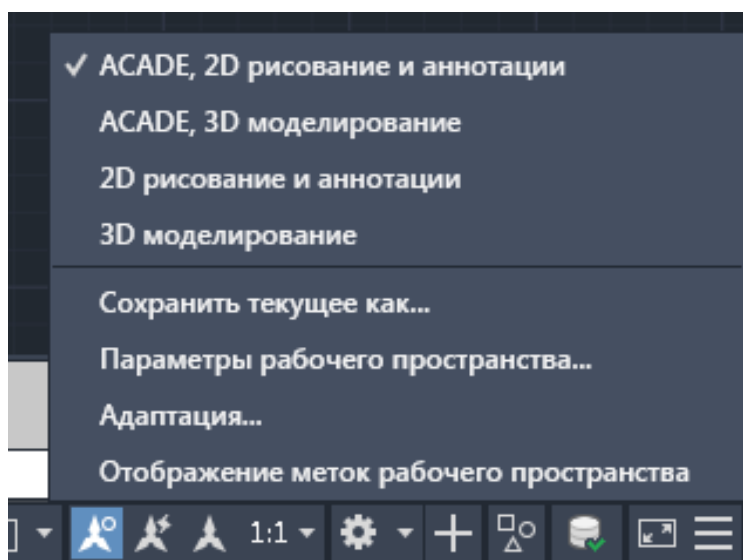 ACADE, 2D рисование и аннотации
ACADE, 3D моделирование
2D рисование и аннотации
3D моделирование
Сохранить текущее как...
Параметры рабочего пространства...
Адаптация...
Отображение меток рабочего пространства
1:1